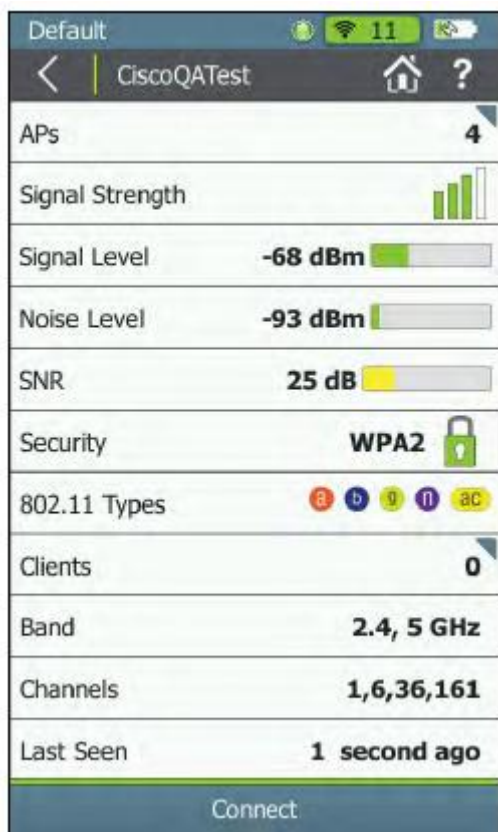 Default 11
CiscoQATest ?
APs 4
Signal Strength
Signal Level -68 dBm
Noise Level -93 dBm
SNR 25 dB
Security WPA2
802.11 Types a b g n ac
Clients 0
Band 2.4, 5 GHz
Channels 1,6,36,161
Last Seen 1 second ago
Connect